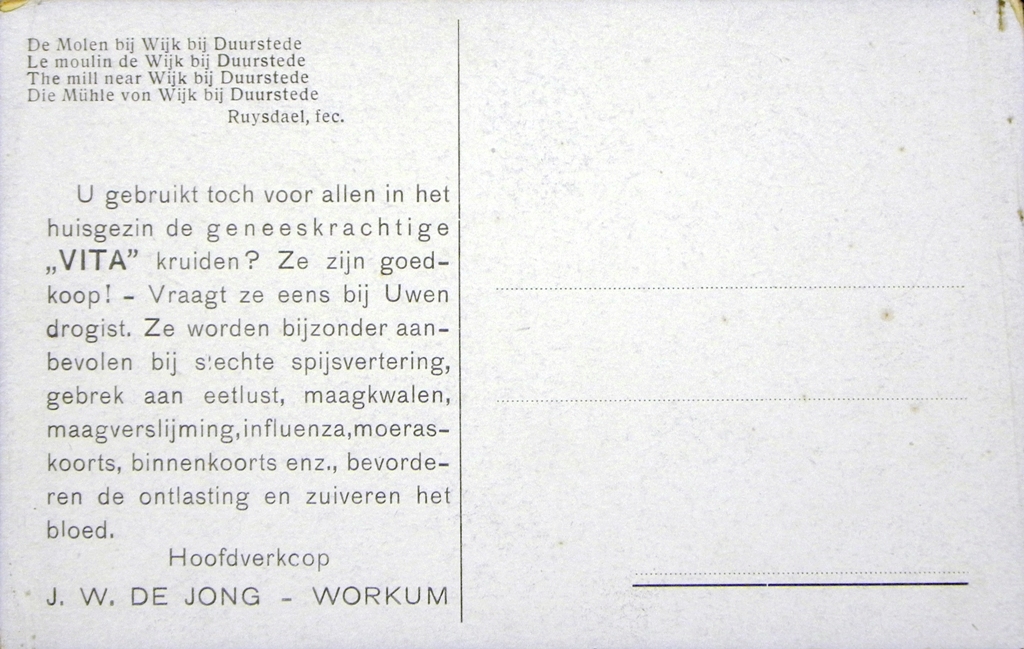 De Molen bij Wijk bij Duurstede
Le moulin de Wijk bij Duurstede
The mill near Wijk bij Duurstede
Die Mühle von Wijk bij Duurstede
Ruysdael, fec.
U gebruikt toch voor allen in het
huisgezin de geneeskrachtige
„VITA” kruiden? Ze zijn goed-
koop! - Vraagt ze eens bij Uwen
drogist. Ze worden bijzonder aan-
bevolen bij slechte spijsvertering,
gebrek aan eetlust, maagkwalen,
maagverslijming, influenza, moeras-
koorts, binnenkoorts enz., bevorde-
ren de ontlasting en zuiveren het
bloed.
Hoofdverkoop
J. W. DE JONG - WORKUM